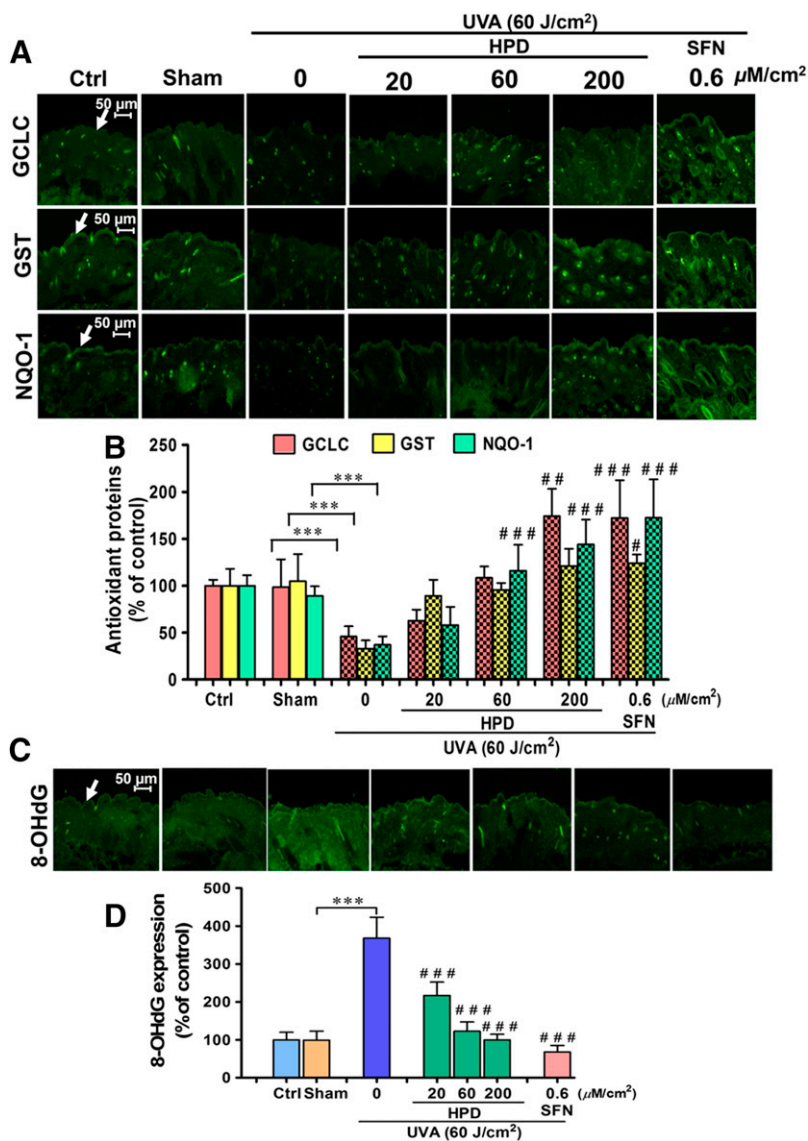 UVA (60 J/cm²)
A
HPD
SFN
Ctrl Sham 0 20 60 200 0.6 μM/cm²
50 μm
GCLC
50 μm
GST
50 μm
NQO-1
B
GCLC GST NQO-1
Antioxidant proteins
(% of control)
250
200
150
100
50
0
***
***
***
# # #
# #
# # #
# # #
#
# # #
Ctrl Sham 0 20 60 200 0.6 (μM/cm²)
HPD SFN
UVA (60 J/cm²)
C
50 μm
8-OHdG
D
8-OHdG expression
(%of control)
500
400
300
200
100
0
***
# # #
# # #
# # #
# # #
Ctrl Sham 0 20 60 200 0.6 (μM/cm²)
HPD SFN
UVA (60 J/cm²)